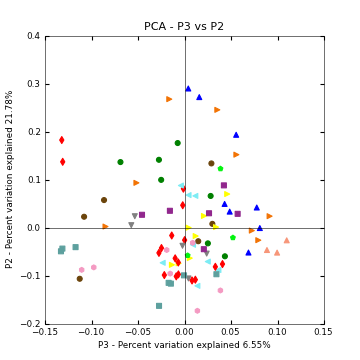 PCA - P3 vs P2
P2 - Percent variation explained 21.78%
0.4
0.3
0.2
0.1
0.0
−0.1
−0.2
−0.15 −0.10 −0.05 0.00 0.05 0.10 0.15
P3 - Percent variation explained 6.55%